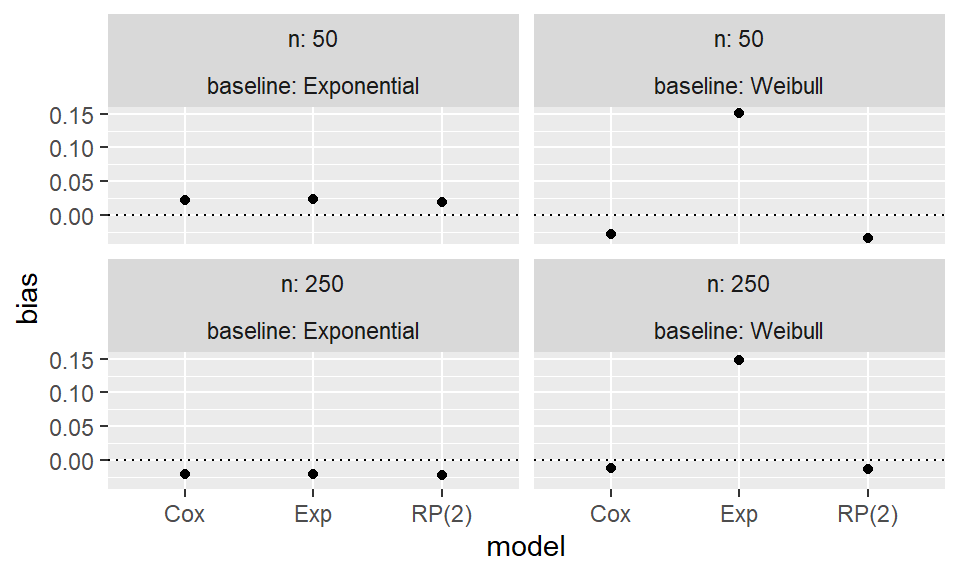 n: 50
baseline: Exponential
n: 50
baseline: Weibull
0.15
0.10
0.05
0.00
n: 250
baseline: Exponential
n: 250
baseline: Weibull
0.15
0.10
0.05
0.00
bias
Cox Exp RP(2) Cox Exp RP(2)
model